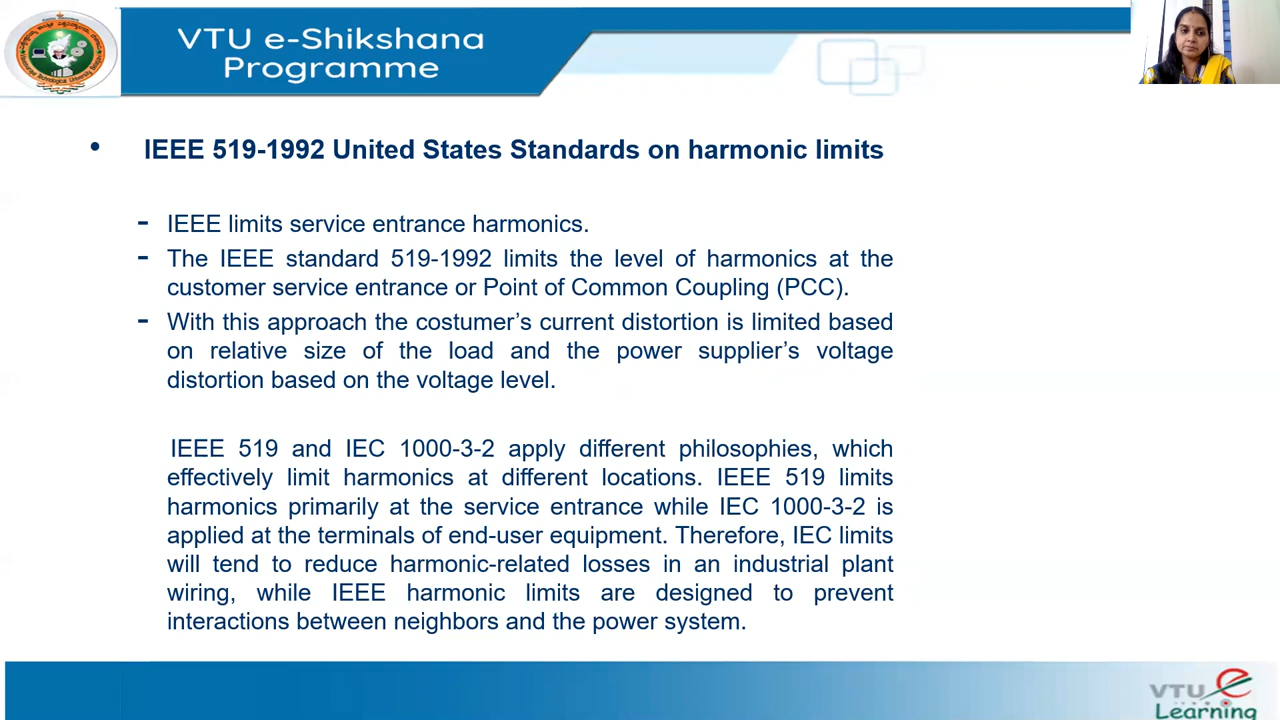 VTU e-Shikshana
Programme
• IEEE 519-1992 United States Standards on harmonic limits
- IEEE limits service entrance harmonics.
- The IEEE standard 519-1992 limits the level of harmonics at the
customer service entrance or Point of Common Coupling (PCC).
- With this approach the costumer’s current distortion is limited based
on relative size of the load and the power supplier’s voltage
distortion based on the voltage level.
IEEE 519 and IEC 1000-3-2 apply different philosophies, which
effectively limit harmonics at different locations. IEEE 519 limits
harmonics primarily at the service entrance while IEC 1000-3-2 is
applied at the terminals of end-user equipment. Therefore, IEC limits
will tend to reduce harmonic-related losses in an industrial plant
wiring, while IEEE harmonic limits are designed to prevent
interactions between neighbors and the power system.
VTU e
Learning